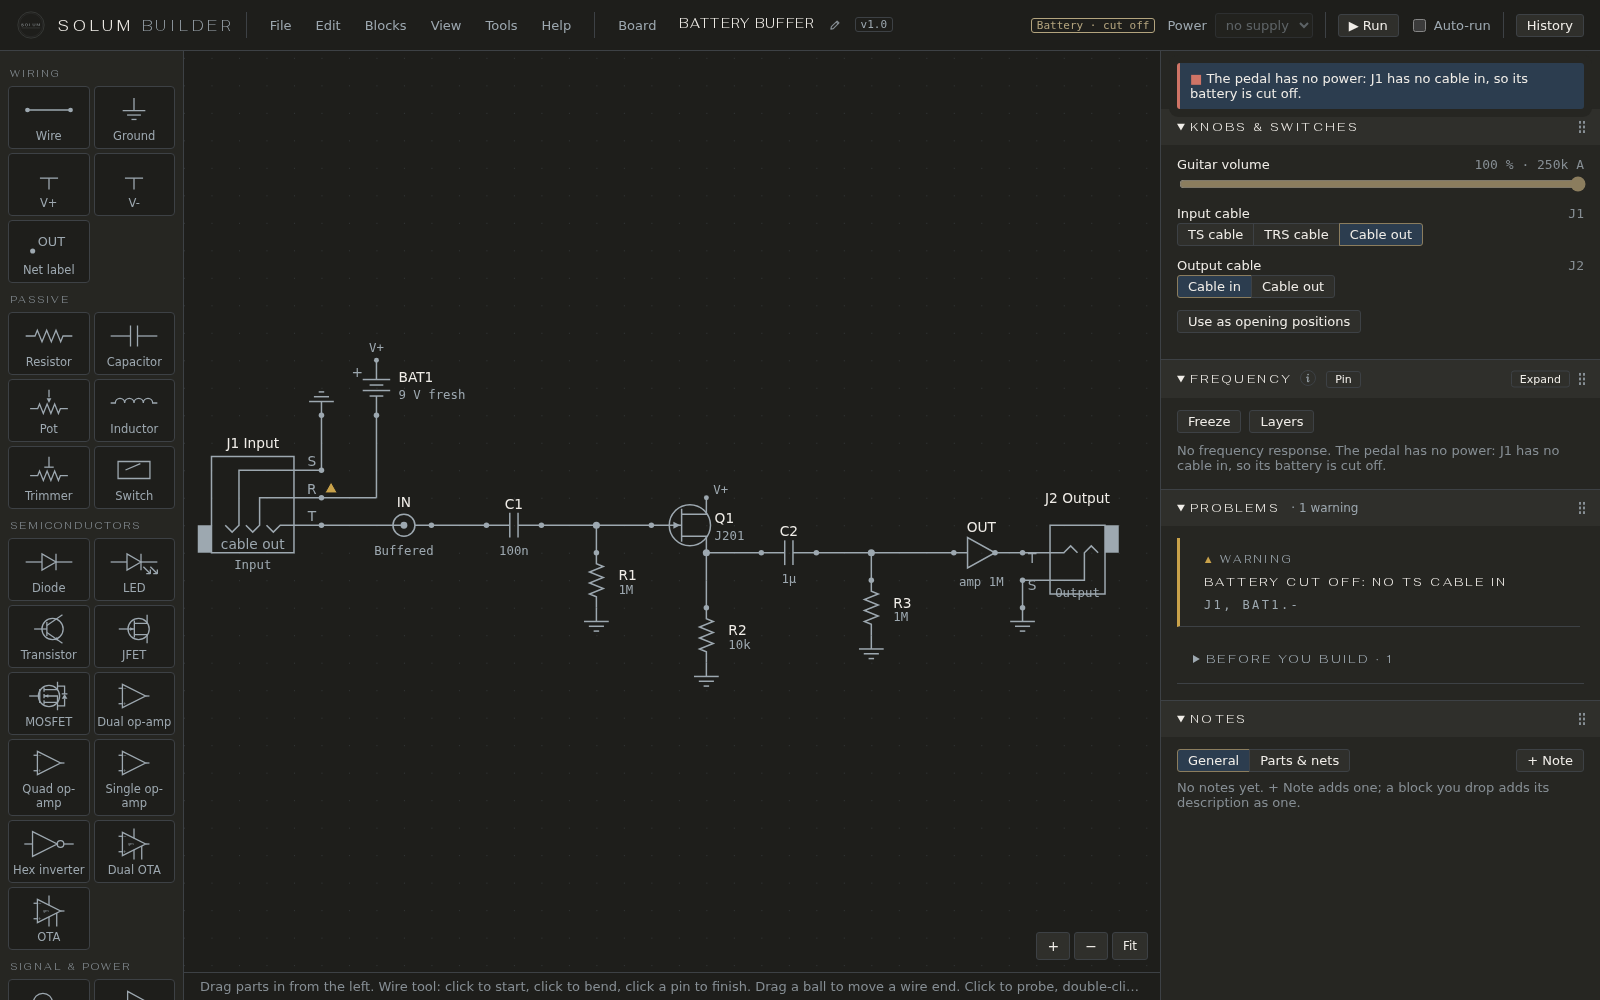 SOLUM BUILDER
File Edit Blocks View Tools Help
Board BATTERY BUFFER v1.0
Battery · cut off Power no supply ▶ Run Auto-run History
WIRING
Wire
Ground
V+
V-
OUT
Net label
PASSIVE
Resistor
Capacitor
Pot
Inductor
Trimmer
Switch
SEMICONDUCTORS
Diode
LED
Transistor
JFET
MOSFET
Dual op-amp
Quad op-
amp
Single op-
amp
Hex inverter
Dual OTA
OTA
SIGNAL & POWER
V+
+
BAT1
9 V fresh
J1 Input
S
R
T
cable out
Input
IN
Buffered
C1
100n
R1
1M
V+
Q1
J201
R2
10k
C2
1µ
R3
1M
OUT
amp 1M
J2 Output
T
S
Output
+ − Fit
Drag parts in from the left. Wire tool: click to start, click to bend, click a pin to finish. Drag a ball to move a wire end. Click to probe, double-cli…
The pedal has no power: J1 has no cable in, so its
battery is cut off.
KNOBS & SWITCHES
Guitar volume 100 % · 250k A
Input cable J1
TS cable TRS cable Cable out
Output cable J2
Cable in Cable out
Use as opening positions
FREQUENCY i Pin Expand
Freeze Layers
No frequency response. The pedal has no power: J1 has no
cable in, so its battery is cut off.
PROBLEMS · 1 warning
WARNING
BATTERY CUT OFF: NO TS CABLE IN
J1, BAT1.-
BEFORE YOU BUILD · 1
NOTES
General Parts & nets + Note
No notes yet. + Note adds one; a block you drop adds its
description as one.